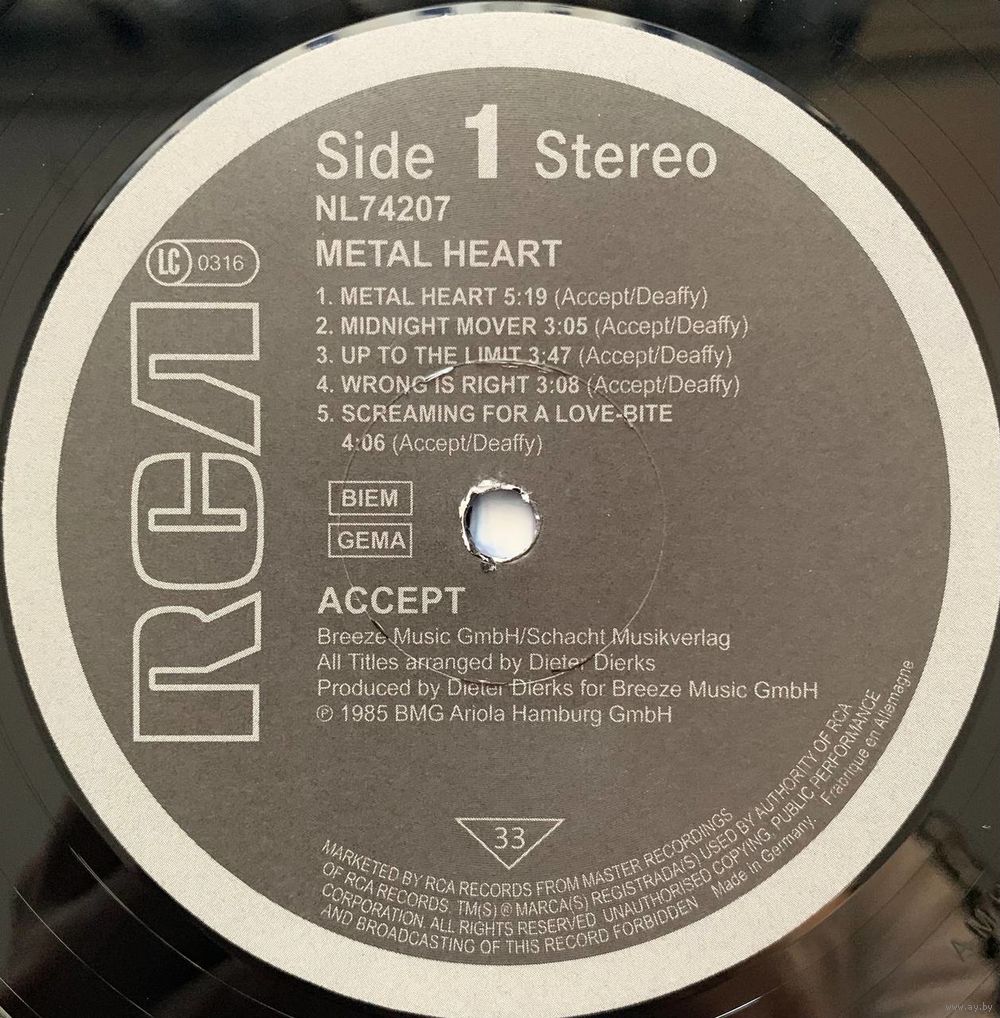 Side 1 Stereo
NL74207
METAL HEART
LC 0316
1. METAL HEART 5:19 (Accept/Deaffy)
2. MIDNIGHT MOVER 3:05 (Accept/Deaffy)
3. UP TO THE LIMIT 3:47 (Accept/Deaffy)
4. WRONG IS RIGHT 3:08 (Accept/Deaffy)
5. SCREAMING FOR A LOVE-BITE
4:06 (Accept/Deaffy)
RCA
BIEM
GEMA
ACCEPT
Breeze Music GmbH/Schacht Musikverlag
All Titles arranged by Dieter Dierks
Produced by Dieter Dierks for Breeze Music GmbH
℗ 1985 BMG Ariola Hamburg GmbH
33
MARKETED BY RCA RECORDS FROM MASTER RECORDINGS
OF RCA RECORDS. TM(S) ® MARCA(S) REGISTRADA(S) USED BY AUTHORITY OF RCA
CORPORATION. ALL RIGHTS RESERVED. UNAUTHORISED COPYING, PUBLIC PERFORMANCE
AND BROADCASTING OF THIS RECORD FORBIDDEN Made in Germany. Fabriqué en Allemagne
www.ay.by